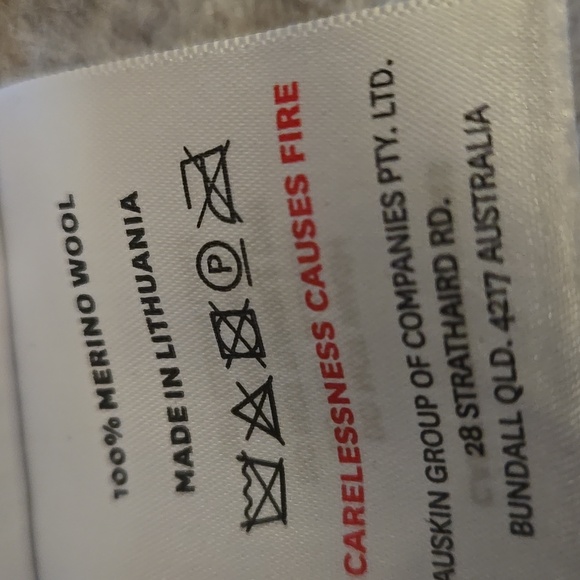 100% MERINO WOOL
MADE IN LITHUANIA
P
CARELESSNESS CAUSES FIRE
AUSKIN GROUP OF COMPANIES PTY. LTD.
28 STRATHAIRD RD.
BUNDALL QLD. 4217 AUSTRALIA